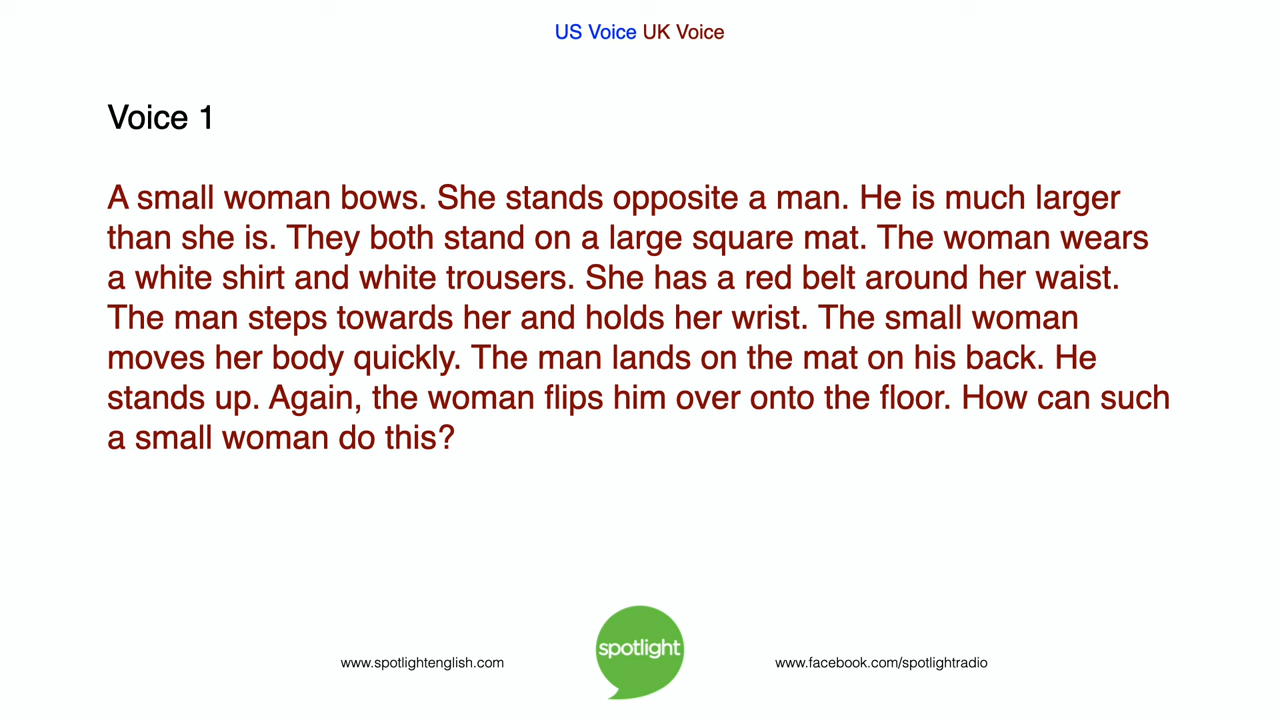 US Voice UK Voice
Voice 1
A small woman bows. She stands opposite a man. He is much larger
than she is. They both stand on a large square mat. The woman wears
a white shirt and white trousers. She has a red belt around her waist.
The man steps towards her and holds her wrist. The small woman
moves her body quickly. The man lands on the mat on his back. He
stands up. Again, the woman flips him over onto the floor. How can such
a small woman do this?
www.spotlightenglish.com
spotlight
www.facebook.com/spotlightradio